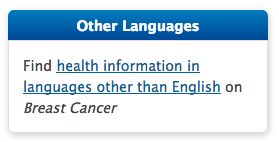 Other Languages
Find health information in
languages other than English on
Breast Cancer